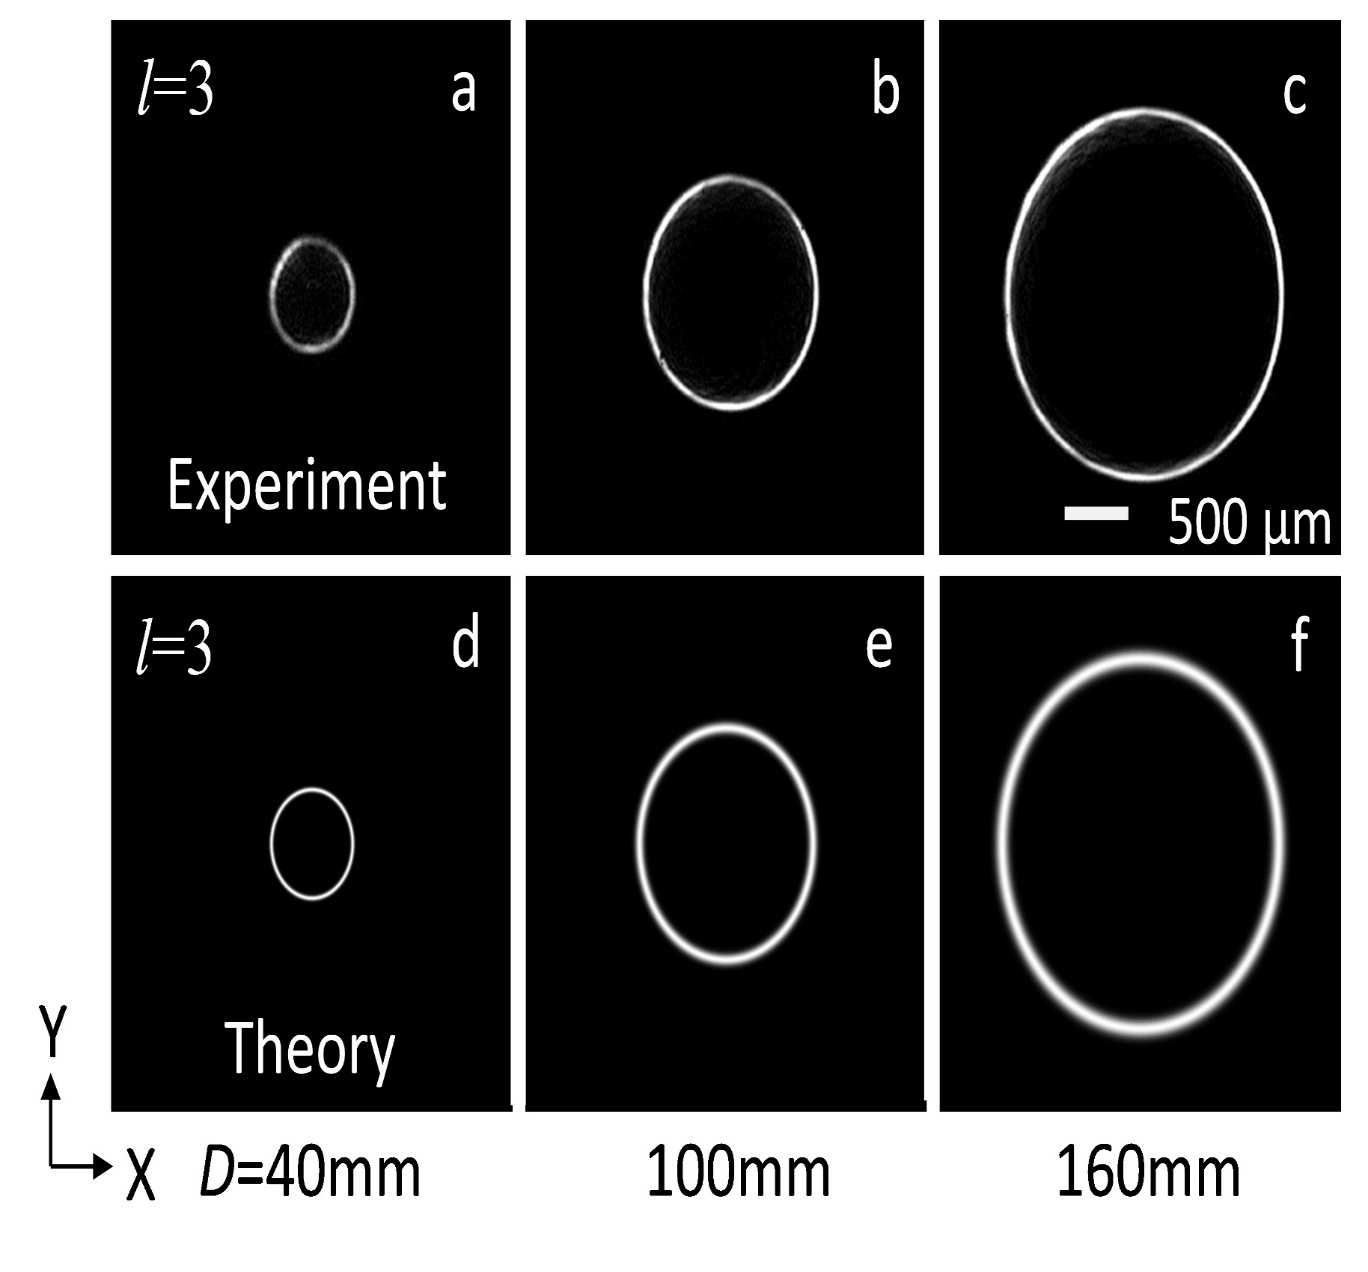 l=3 a
b
c
Experiment
500 µm
l=3 d
e
f
Theory
Y
X
D=40mm
100mm
160mm